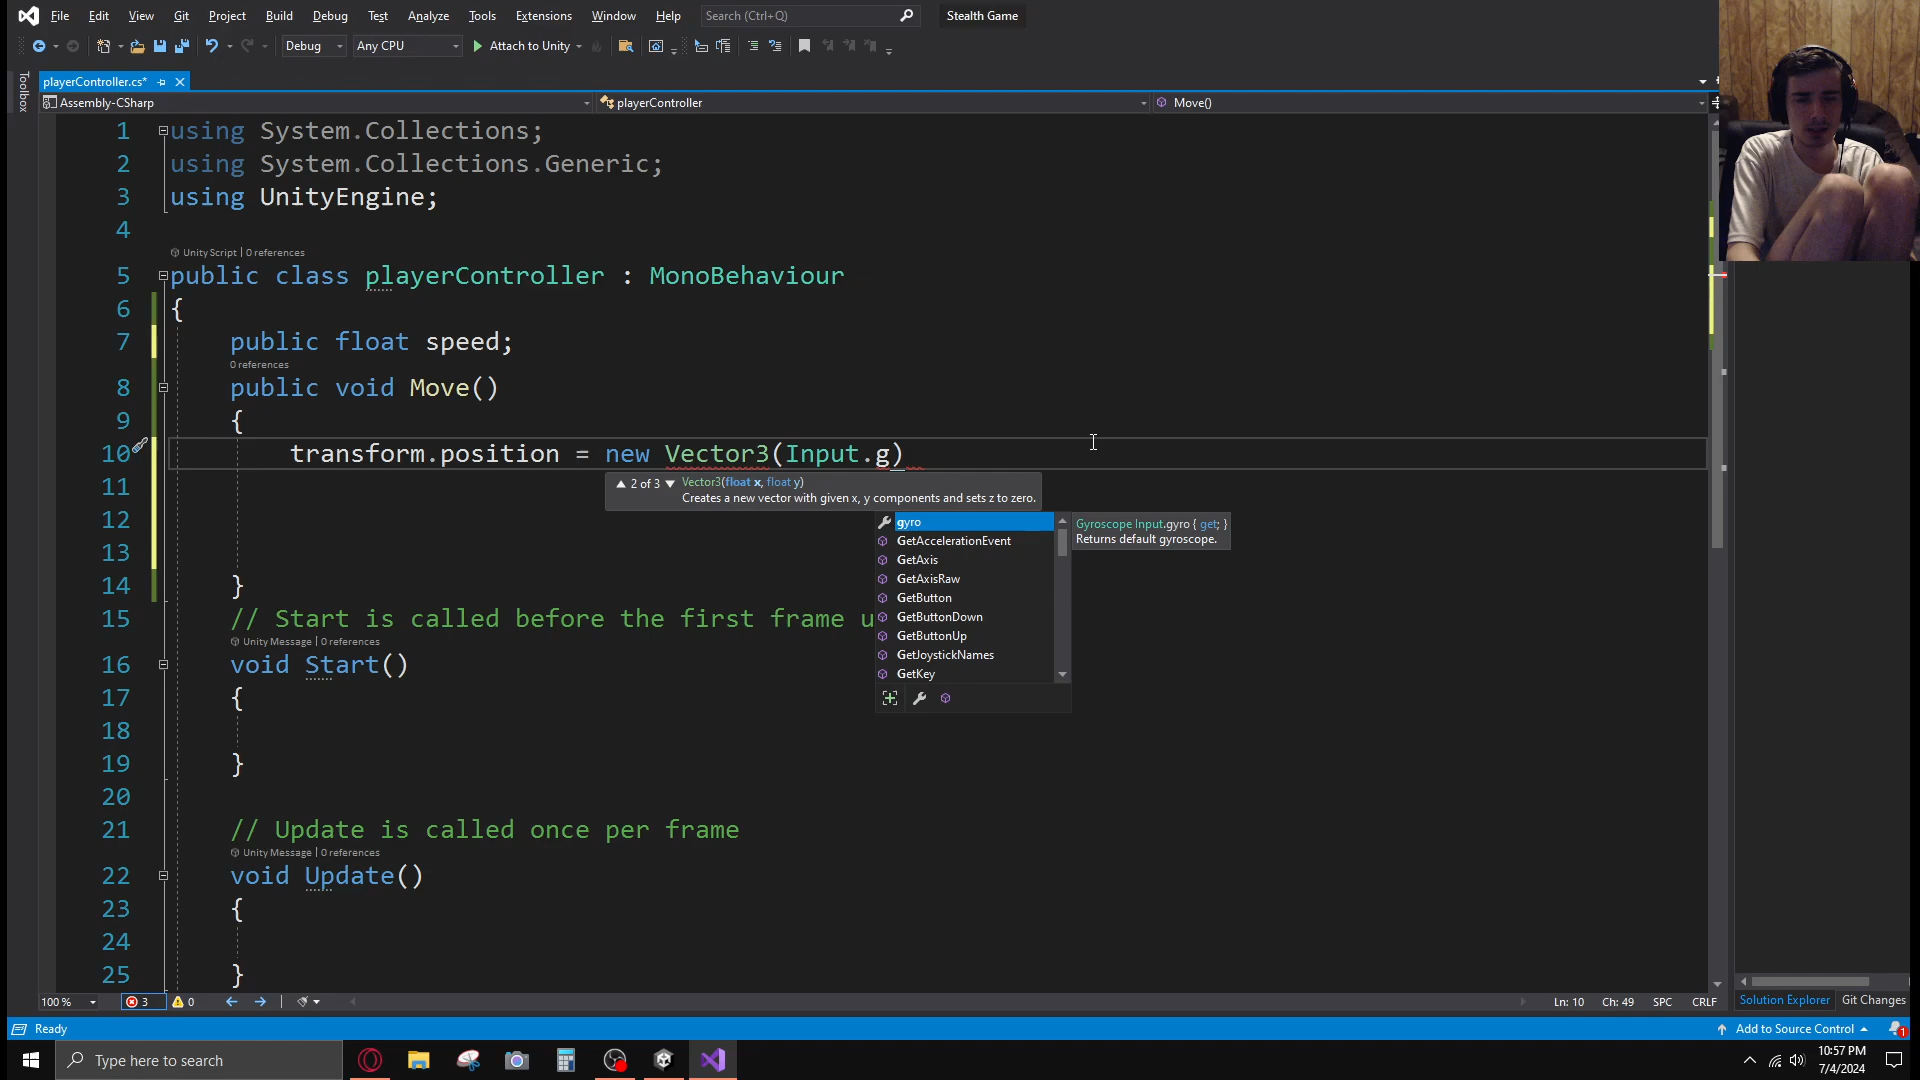 File Edit View Git Project Build Debug Test Analyze Tools Extensions Window Help Search (Ctrl+Q) Stealth Game
Debug Any CPU Attach to Unity
Toolbox
playerController.cs*
Assembly-CSharp playerController Move()
1 using System.Collections;
2 using System.Collections.Generic;
3 using UnityEngine;
4
Unity Script | 0 references
5 public class playerController : MonoBehaviour
6 {
7 public float speed;
0 references
8 public void Move()
9 {
10 transform.position = new Vector3(Input.g)
11
2 of 3 Vector3(float x, float y)
Creates a new vector with given x, y components and sets z to zero.
12
13
14 }
gyro
GetAccelerationEvent
GetAxis
GetAxisRaw
GetButton
GetButtonDown
GetButtonUp
GetJoystickNames
GetKey
Gyroscope Input.gyro { get; }
Returns default gyroscope.
15 // Start is called before the first frame u
Unity Message | 0 references
16 void Start()
17 {
18
19 }
20
21 // Update is called once per frame
Unity Message | 0 references
22 void Update()
23 {
24
25 }
100 % 3 0 Ln: 10 Ch: 49 SPC CRLF
Solution Explorer Git Changes
Ready Add to Source Control 1
Type here to search
10:57 PM
7/4/2024